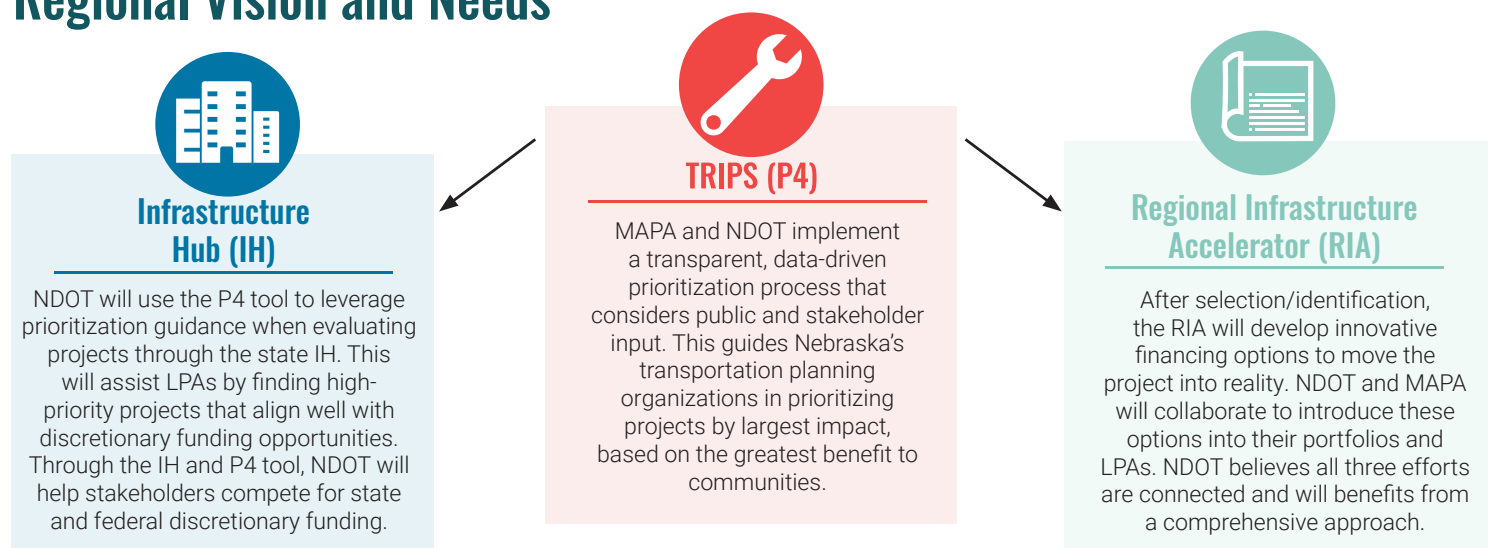 Regional Vision and Needs
Infrastructure
Hub (IH)
NDOT will use the P4 tool to leverage
prioritization guidance when evaluating
projects through the state IH. This
will assist LPAs by finding high-
priority projects that align well with
discretionary funding opportunities.
Through the IH and P4 tool, NDOT will
help stakeholders compete for state
and federal discretionary funding.
TRIPS (P4)
MAPA and NDOT implement
a transparent, data-driven
prioritization process that
considers public and stakeholder
input. This guides Nebraska's
transportation planning
organizations in prioritizing
projects by largest impact,
based on the greatest benefit to
communities.
Regional Infrastructure
Accelerator (RIA)
After selection/identification,
the RIA will develop innovative
financing options to move the
project into reality. NDOT and MAPA
will collaborate to introduce these
options into their portfolios and
LPAs. NDOT believes all three efforts
are connected and will benefits from
a comprehensive approach.